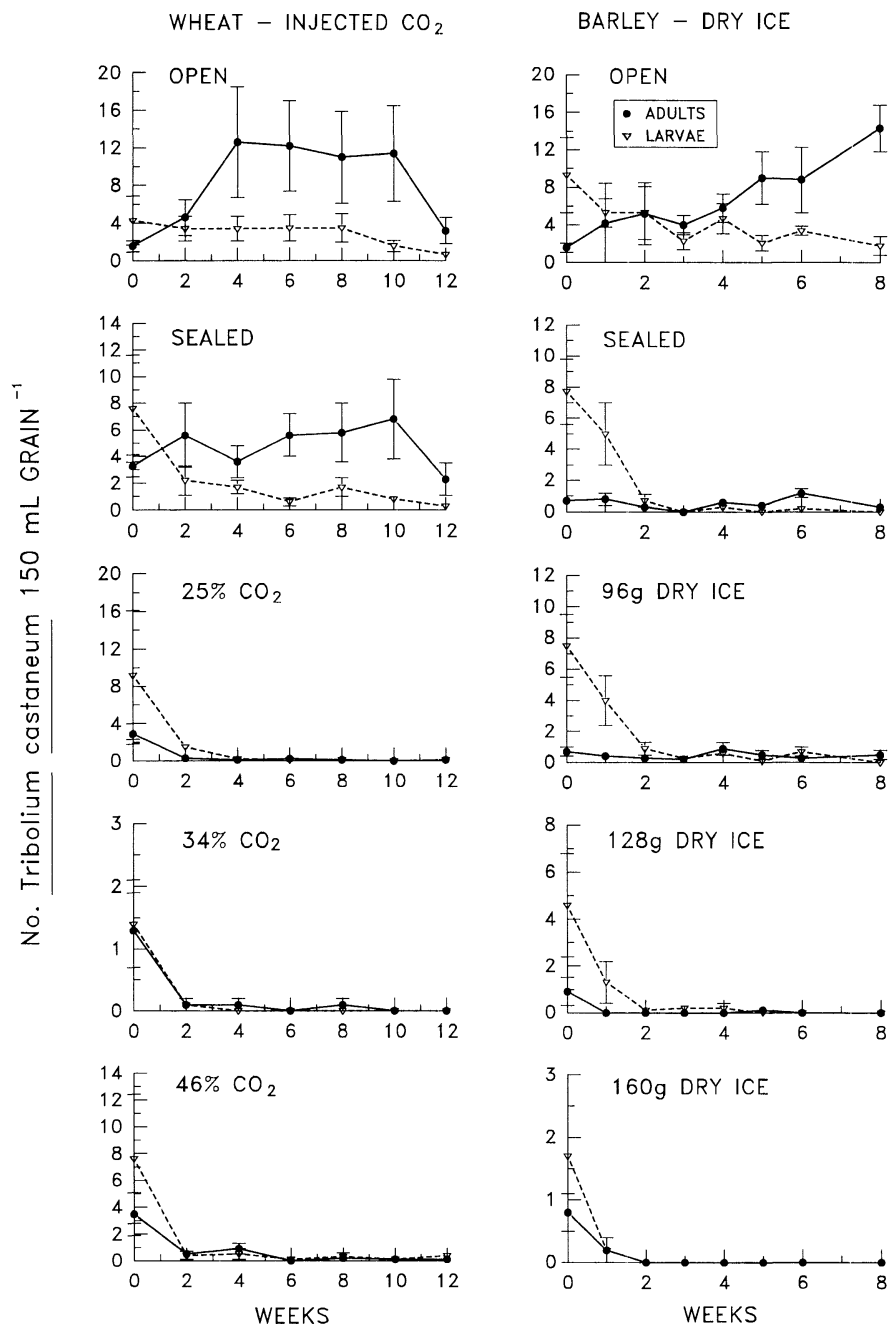 WHEAT – INJECTED CO₂
BARLEY – DRY ICE
No. Tribolium castaneum 150 mL GRAIN⁻¹
OPEN
20
16
12
8
4
0
0 2 4 6 8 10 12
OPEN
ADULTS
LARVAE
20
16
12
8
4
0
0 2 4 6 8
SEALED
14
12
10
8
6
4
2
0
0 2 4 6 8 10 12
SEALED
12
10
8
6
4
2
0
0 2 4 6 8
25% CO₂
20
16
12
8
4
0
0 2 4 6 8 10 12
96g DRY ICE
12
10
8
6
4
2
0
0 2 4 6 8
34% CO₂
3
2
1
0
0 2 4 6 8 10 12
128g DRY ICE
8
6
4
2
0
0 2 4 6 8
46% CO₂
14
12
10
8
6
4
2
0
0 2 4 6 8 10 12
WEEKS
160g DRY ICE
3
2
1
0
0 2 4 6 8
WEEKS